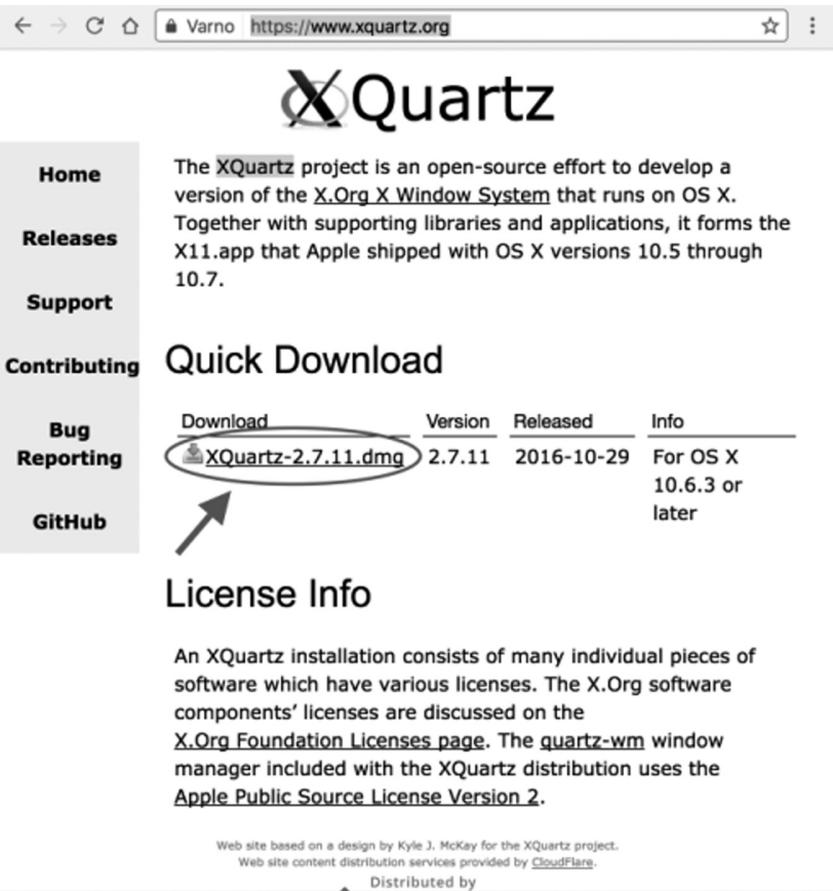 Varno https://www.xquartz.org
XQuartz
Home
Releases
Support
Contributing
Bug
Reporting
GitHub
The XQuartz project is an open-source effort to develop a
version of the X.Org X Window System that runs on OS X.
Together with supporting libraries and applications, it forms the
X11.app that Apple shipped with OS X versions 10.5 through
10.7.
Quick Download
Download Version Released Info
XQuartz-2.7.11.dmg 2.7.11 2016-10-29 For OS X
10.6.3 or
later
License Info
An XQuartz installation consists of many individual pieces of
software which have various licenses. The X.Org software
components’ licenses are discussed on the
X.Org Foundation Licenses page. The quartz-wm window
manager included with the XQuartz distribution uses the
Apple Public Source License Version 2.
Web site based on a design by Kyle J. McKay for the XQuartz project.
Web site content distribution services provided by CloudFlare.
Distributed by